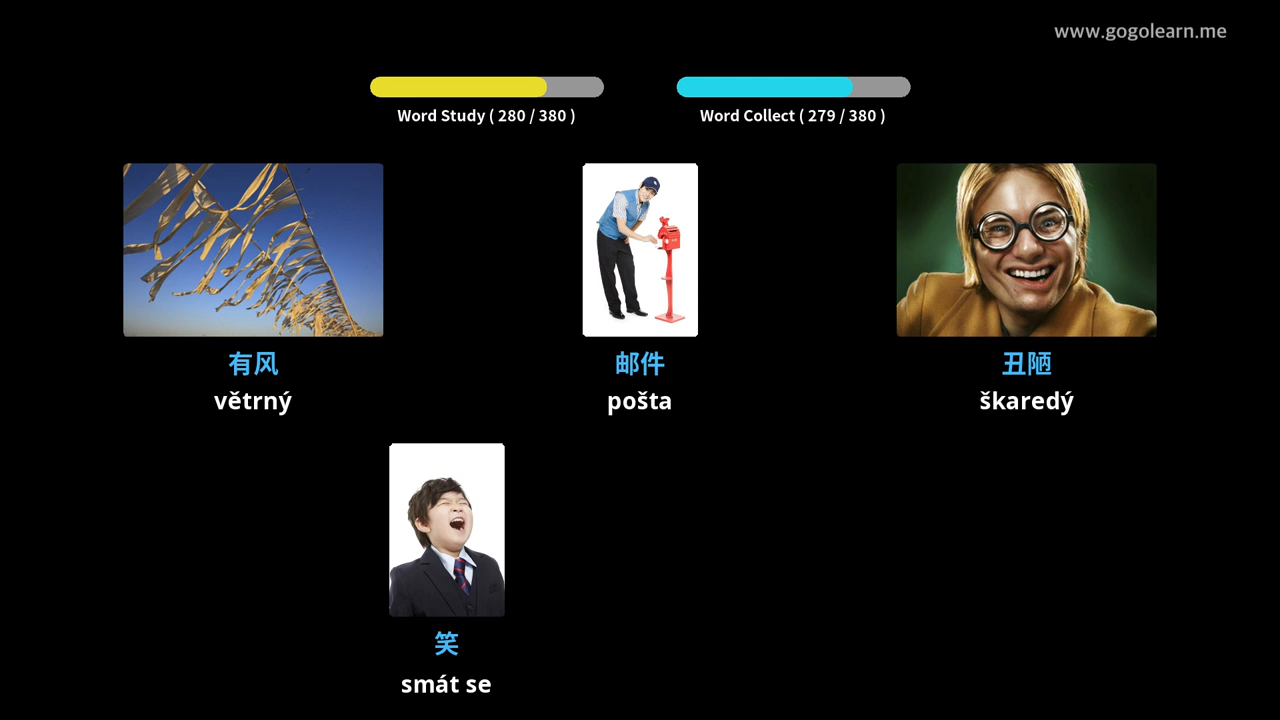 www.gogolearn.me
Word Study ( 280 / 380 )
Word Collect ( 279 / 380 )
有风
větrný
邮件
pošta
丑陋
škaredý
笑
smát se